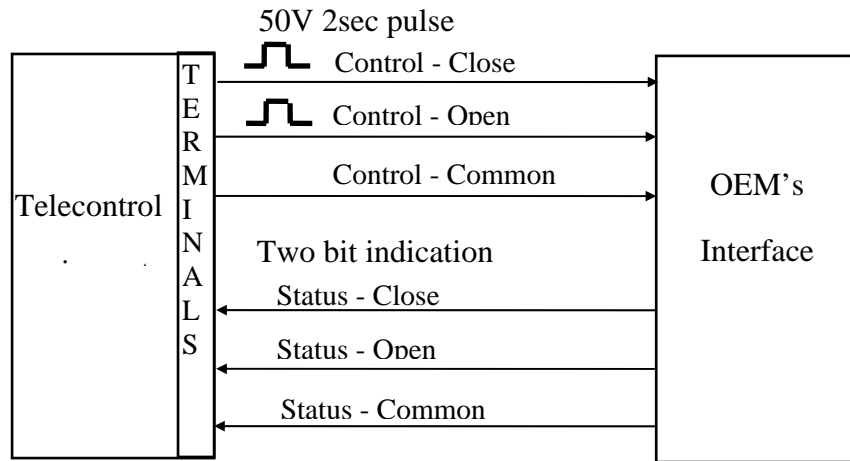 50V 2sec pulse
TERMINALS
Control - Close
Control - Open
Control - Common
Telecontrol
OEM's
Interface
Two bit indication
Status - Close
Status - Open
Status - Common